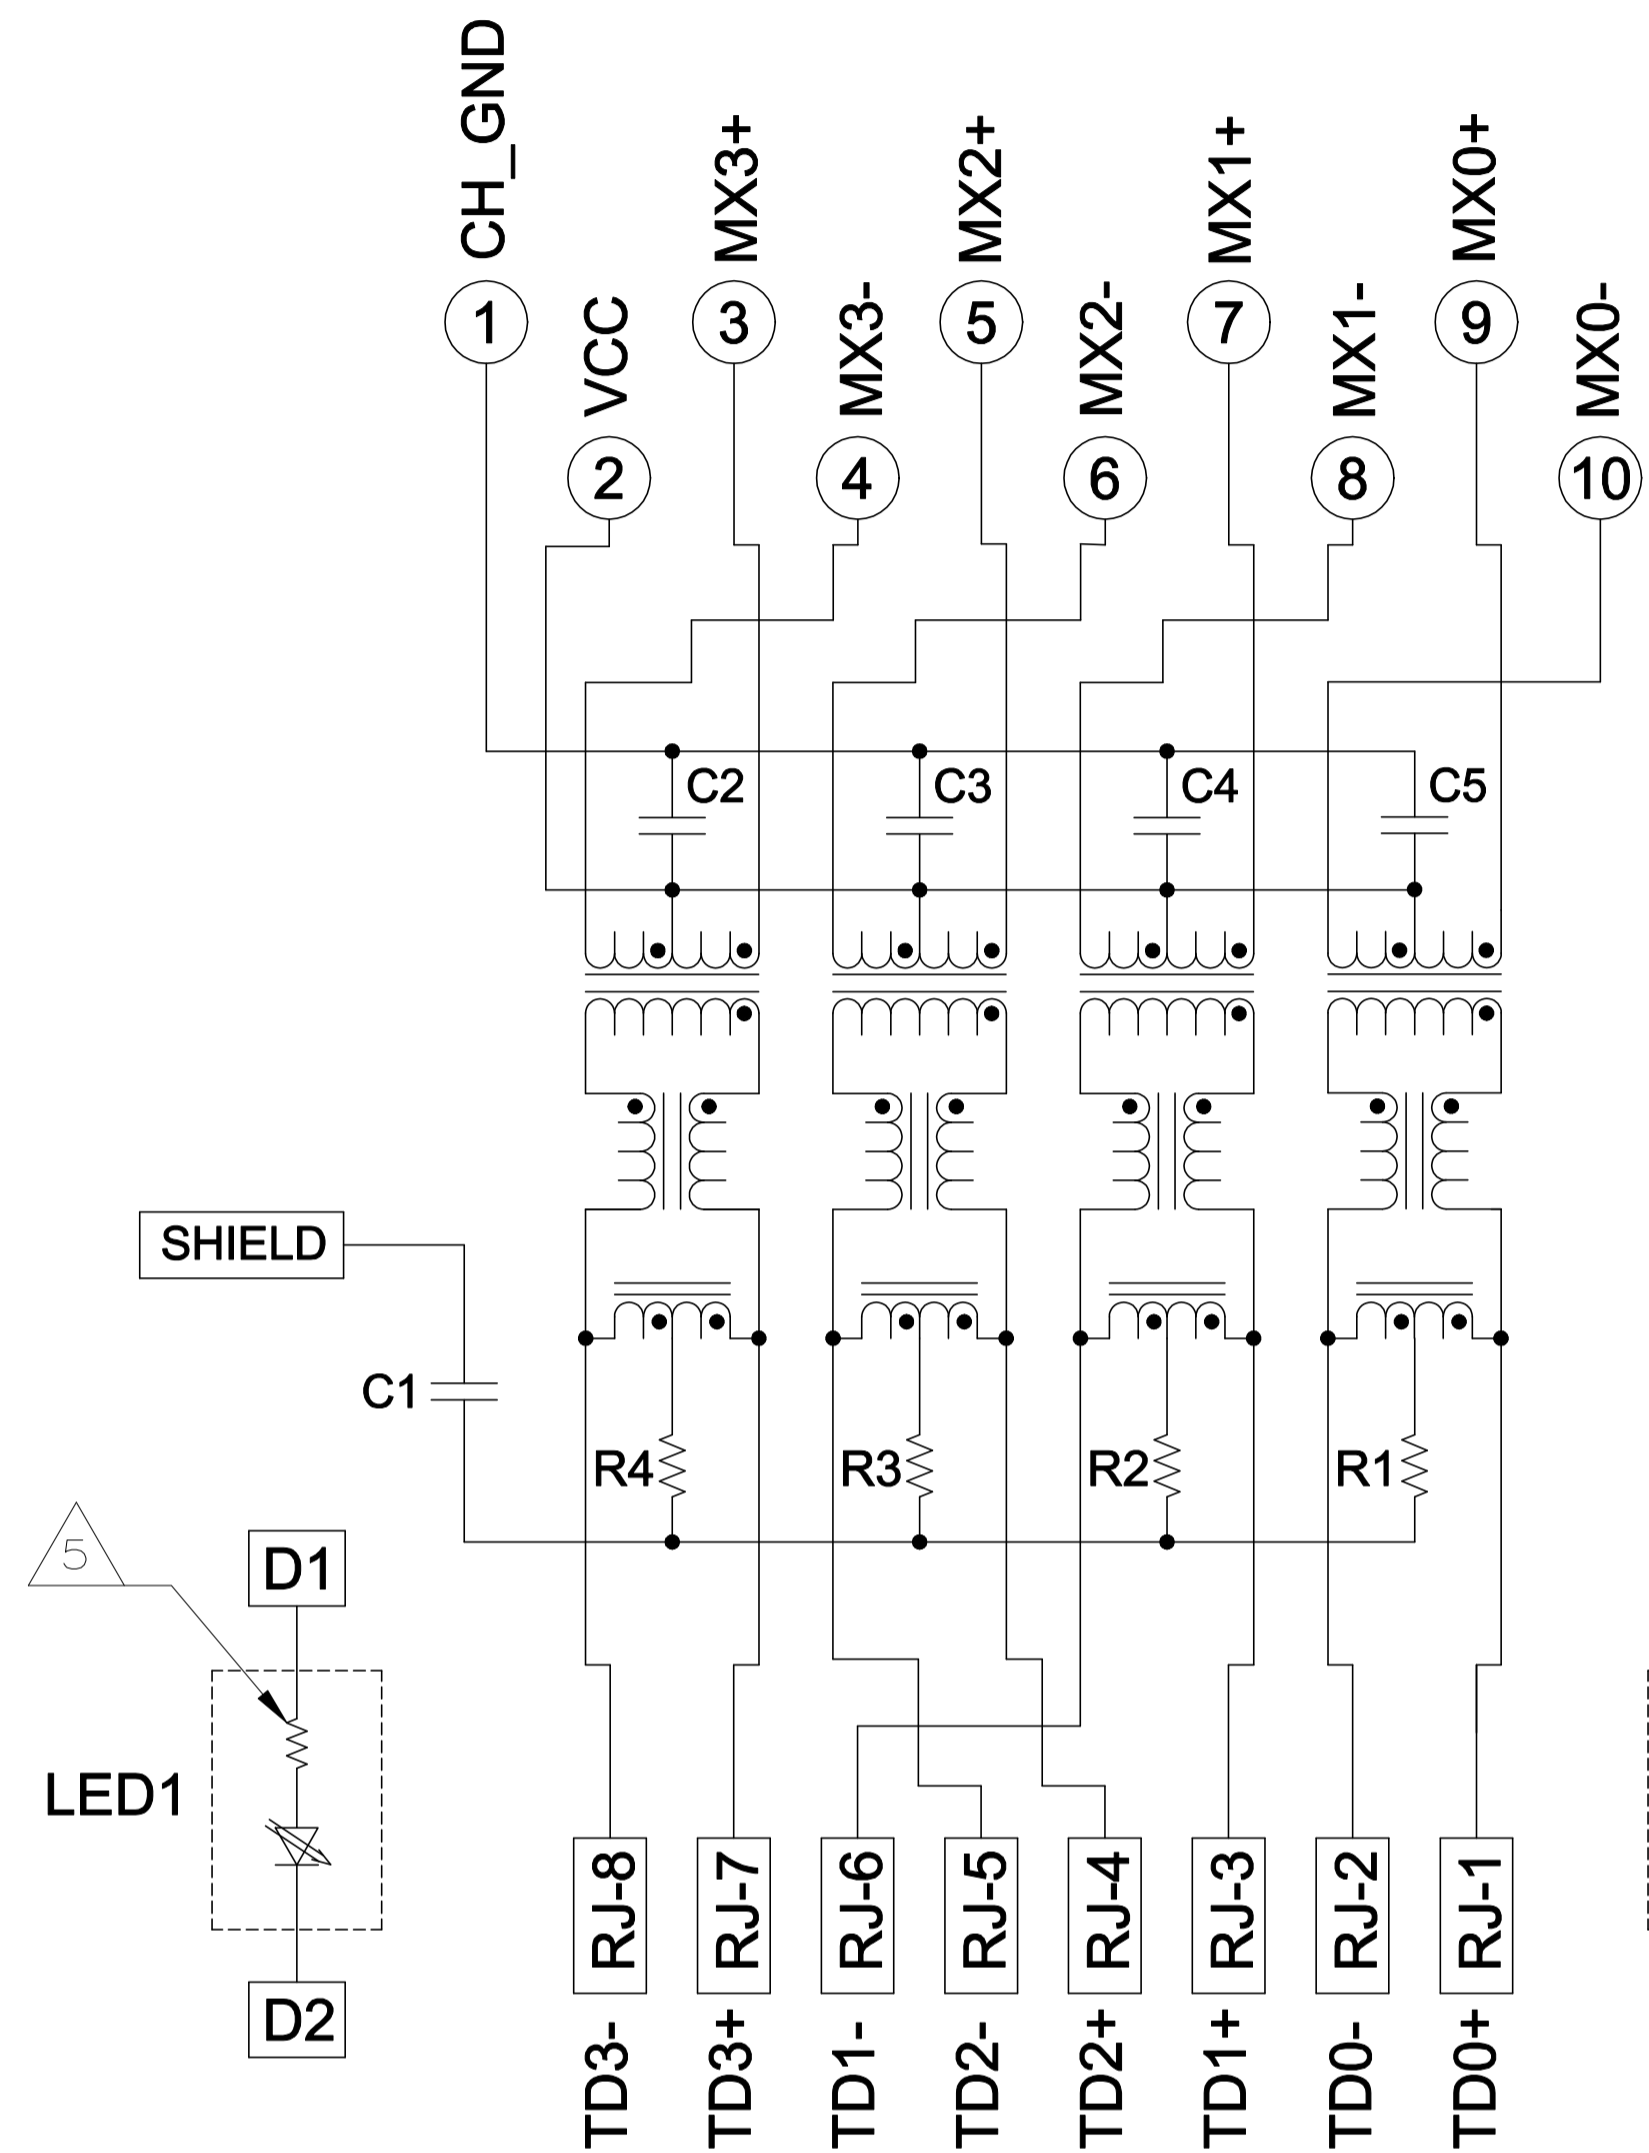 CH_GND
MX3+
MX2+
MX1+
MX0+
1
3
5
7
9
VCC
MX3-
MX2-
MX1-
MX0-
2
4
6
8
10
C2
C3
C4
C5
SHIELD
C1
R4
R3
R2
R1
5
D1
LED1
D2
RJ-8
RJ-7
RJ-6
RJ-5
RJ-4
RJ-3
RJ-2
RJ-1
TD3-
TD3+
TD1-
TD2-
TD2+
TD1+
TD0-
TD0+